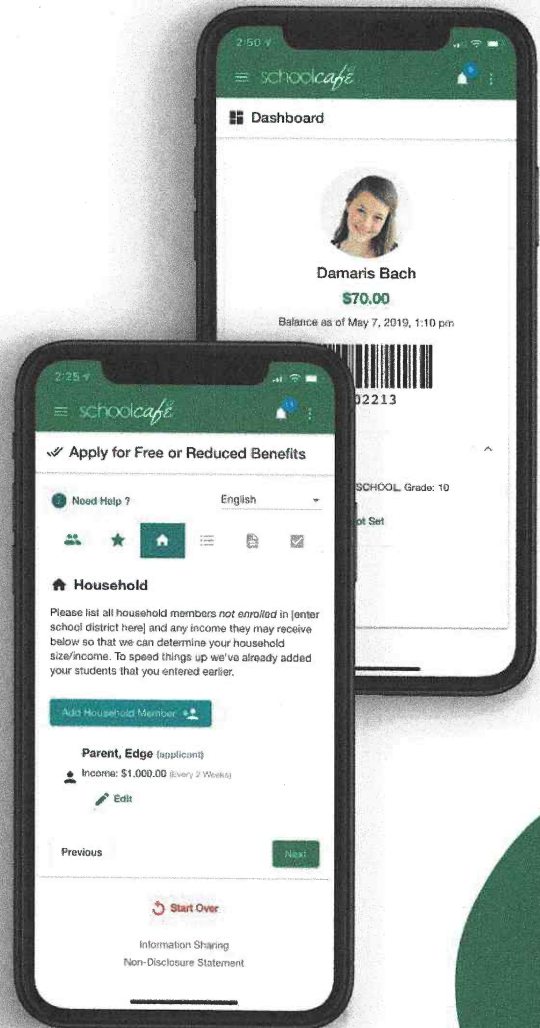 2:50
schoolcafé
Dashboard
Damaris Bach
$70.00
Balance as of May 7, 2019, 1:10 pm
02213
SCHOOL, Grade: 10
ot Set
2:25
schoolcafé
Apply for Free or Reduced Benefits
Need Help ?
English
Household
Please list all household members not enrolled in [enter
school district here] and any income they may receive
below so that we can determine your household
size/income. To speed things up we've already added
your students that you entered earlier.
Add Household Member
Parent, Edge (applicant)
Income: $1,000.00 (Every 2 Weeks)
Edit
Previous
Next
Start Over
Information Sharing
Non-Disclosure Statement